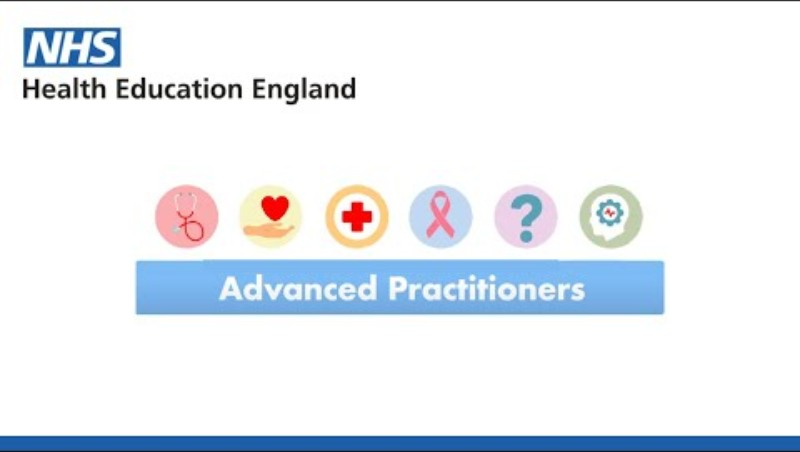 NHS
Health Education England
?
Advanced Practitioners